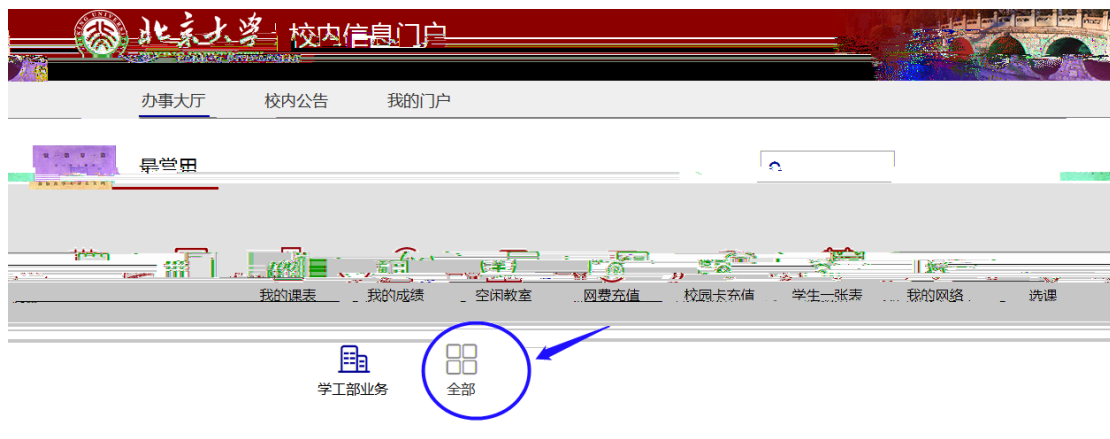 北京大学 校内信息门户
办事大厅 校内公告 我的门户
最常用
我的课表 我的成绩 空闲教室 网费充值 校园卡充值 学生一张表 我的网络 选课
学工部业务 全部